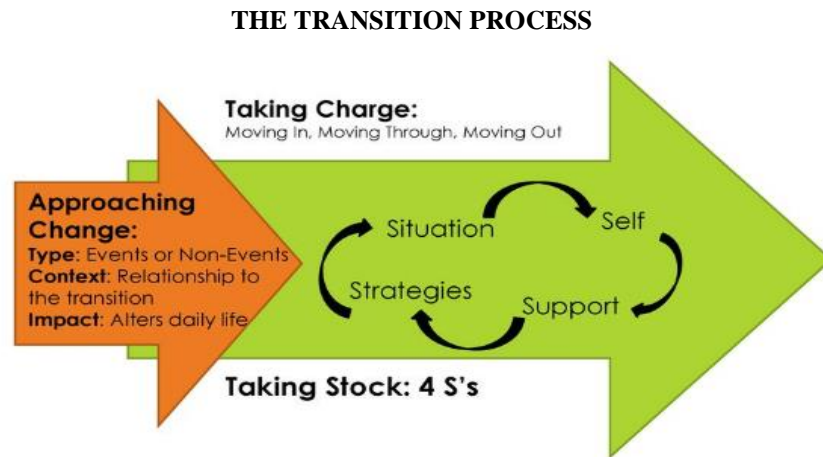 THE TRANSITION PROCESS
Taking Charge:
Moving In, Moving Through, Moving Out
Approaching
Change:
Type: Events or Non-Events
Context: Relationship to
the transition
Impact: Alters daily life
Situation
Self
Support
Strategies
Taking Stock: 4 S's